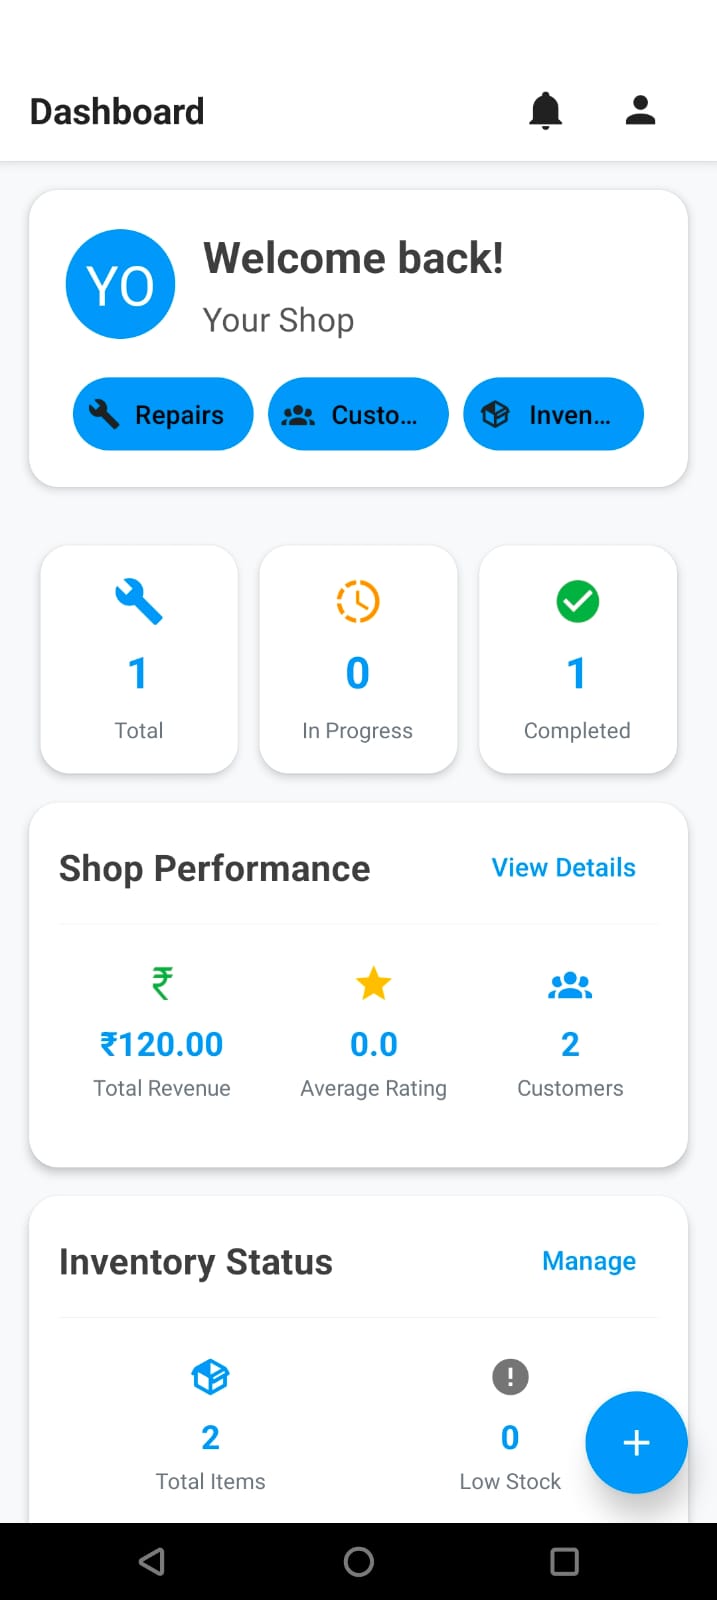 Dashboard
YO
Welcome back!
Your Shop
Repairs Custo... Inven...
1 0 1
Total In Progress Completed
Shop Performance View Details
₹
₹120.00 0.0 2
Total Revenue Average Rating Customers
Inventory Status Manage
!
2 0 +
Total Items Low Stock